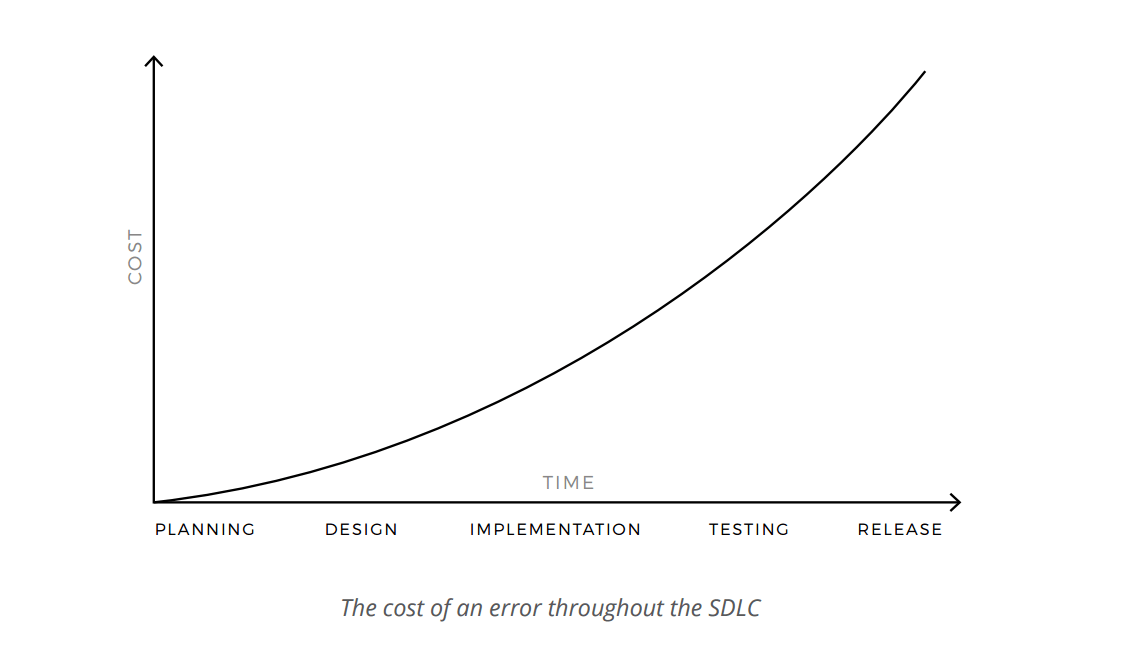 COST
TIME
PLANNING DESIGN IMPLEMENTATION TESTING RELEASE
The cost of an error throughout the SDLC